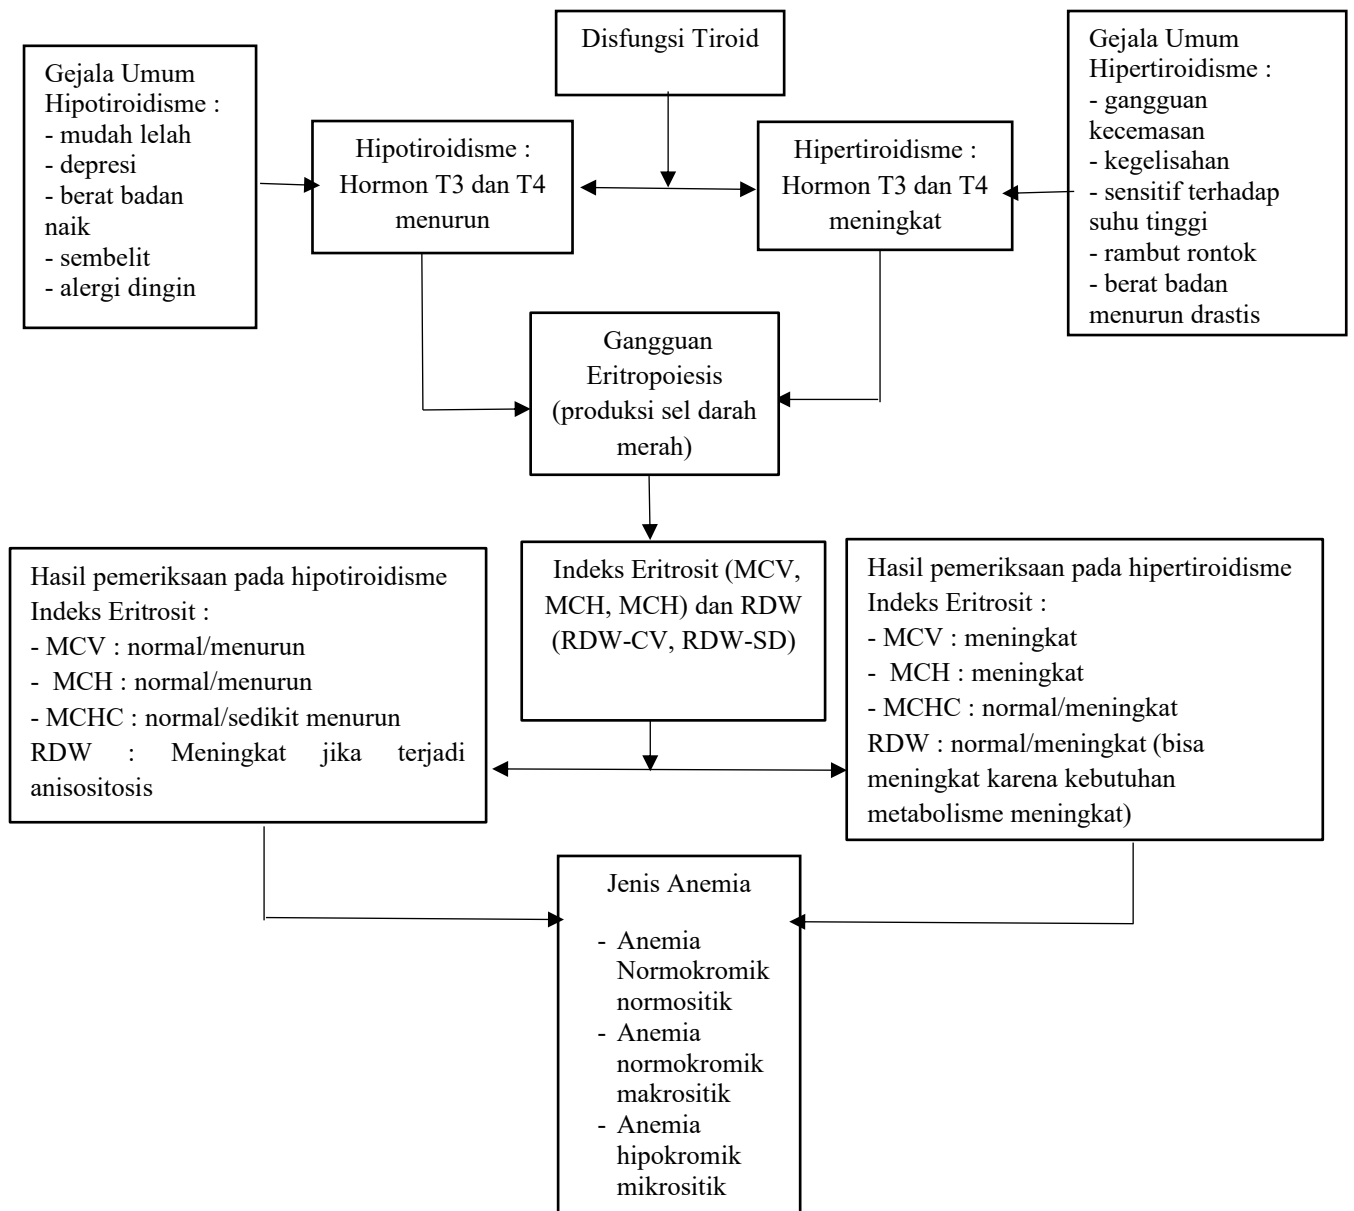 Disfungsi Tiroid
Gejala Umum
Hipotiroidisme :
- mudah lelah
- depresi
- berat badan
naik
- sembelit
- alergi dingin
Hipotiroidisme :
Hormon T3 dan T4
menurun
Hipertiroidisme :
Hormon T3 dan T4
meningkat
Gejala Umum
Hipertiroidisme :
- gangguan
kecemasan
- kegelisahan
- sensitif terhadap
suhu tinggi
- rambut rontok
- berat badan
menurun drastis
Gangguan
Eritropoiesis
(produksi sel darah
merah)
Hasil pemeriksaan pada hipotiroidisme
Indeks Eritrosit :
- MCV : normal/menurun
- MCH : normal/menurun
- MCHC : normal/sedikit menurun
RDW : Meningkat jika terjadi
anisositosis
Indeks Eritrosit (MCV,
MCH, MCH) dan RDW
(RDW-CV, RDW-SD)
Hasil pemeriksaan pada hipertiroidisme
Indeks Eritrosit :
- MCV : meningkat
- MCH : meningkat
- MCHC : normal/meningkat
RDW : normal/meningkat (bisa
meningkat karena kebutuhan
metabolisme meningkat)
Jenis Anemia
- Anemia
Normokromik
normositik
- Anemia
normokromik
makrositik
- Anemia
hipokromik
mikrositik